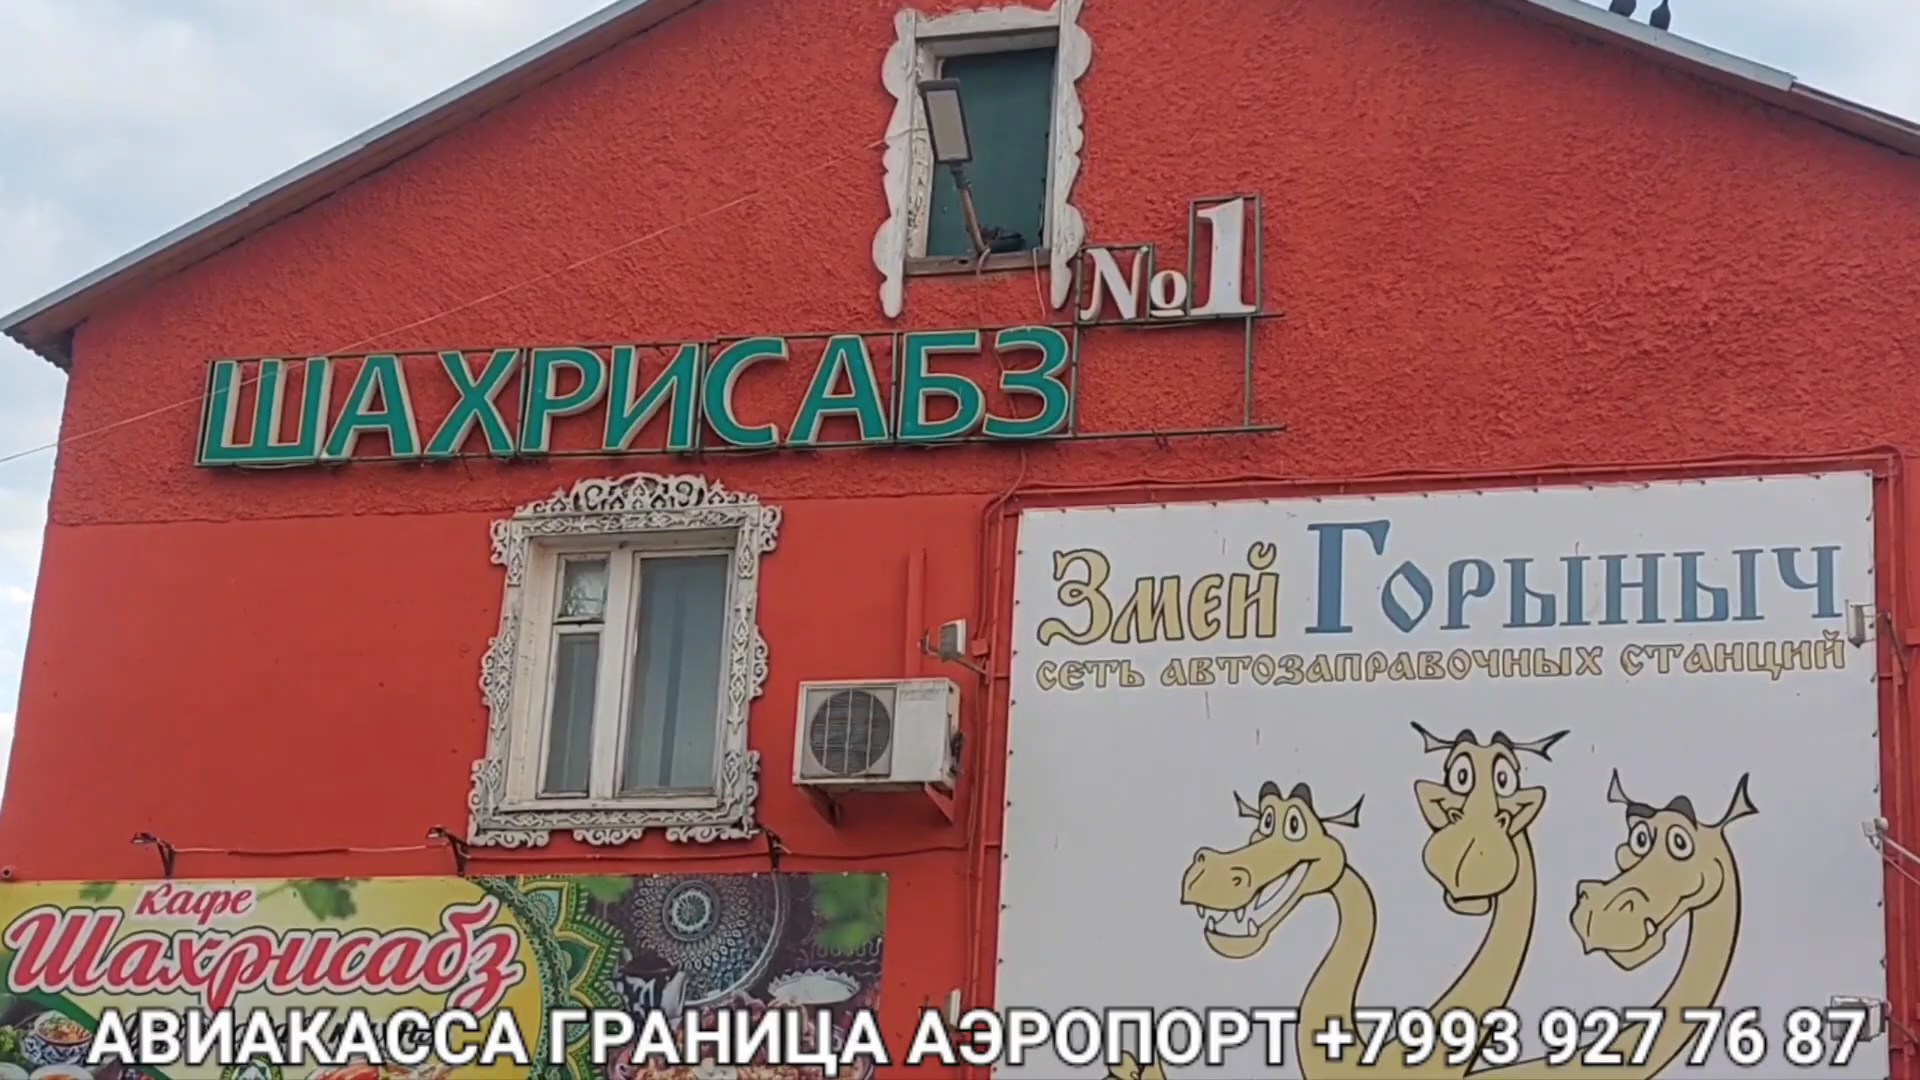 №1
ШАХРИСАБЗ
Змей Горыныч
сеть автозаправочных станций
Кафе
Шахрисабз
АВИАКАССА ГРАНИЦА АЭРОПОРТ +7993 927 76 87